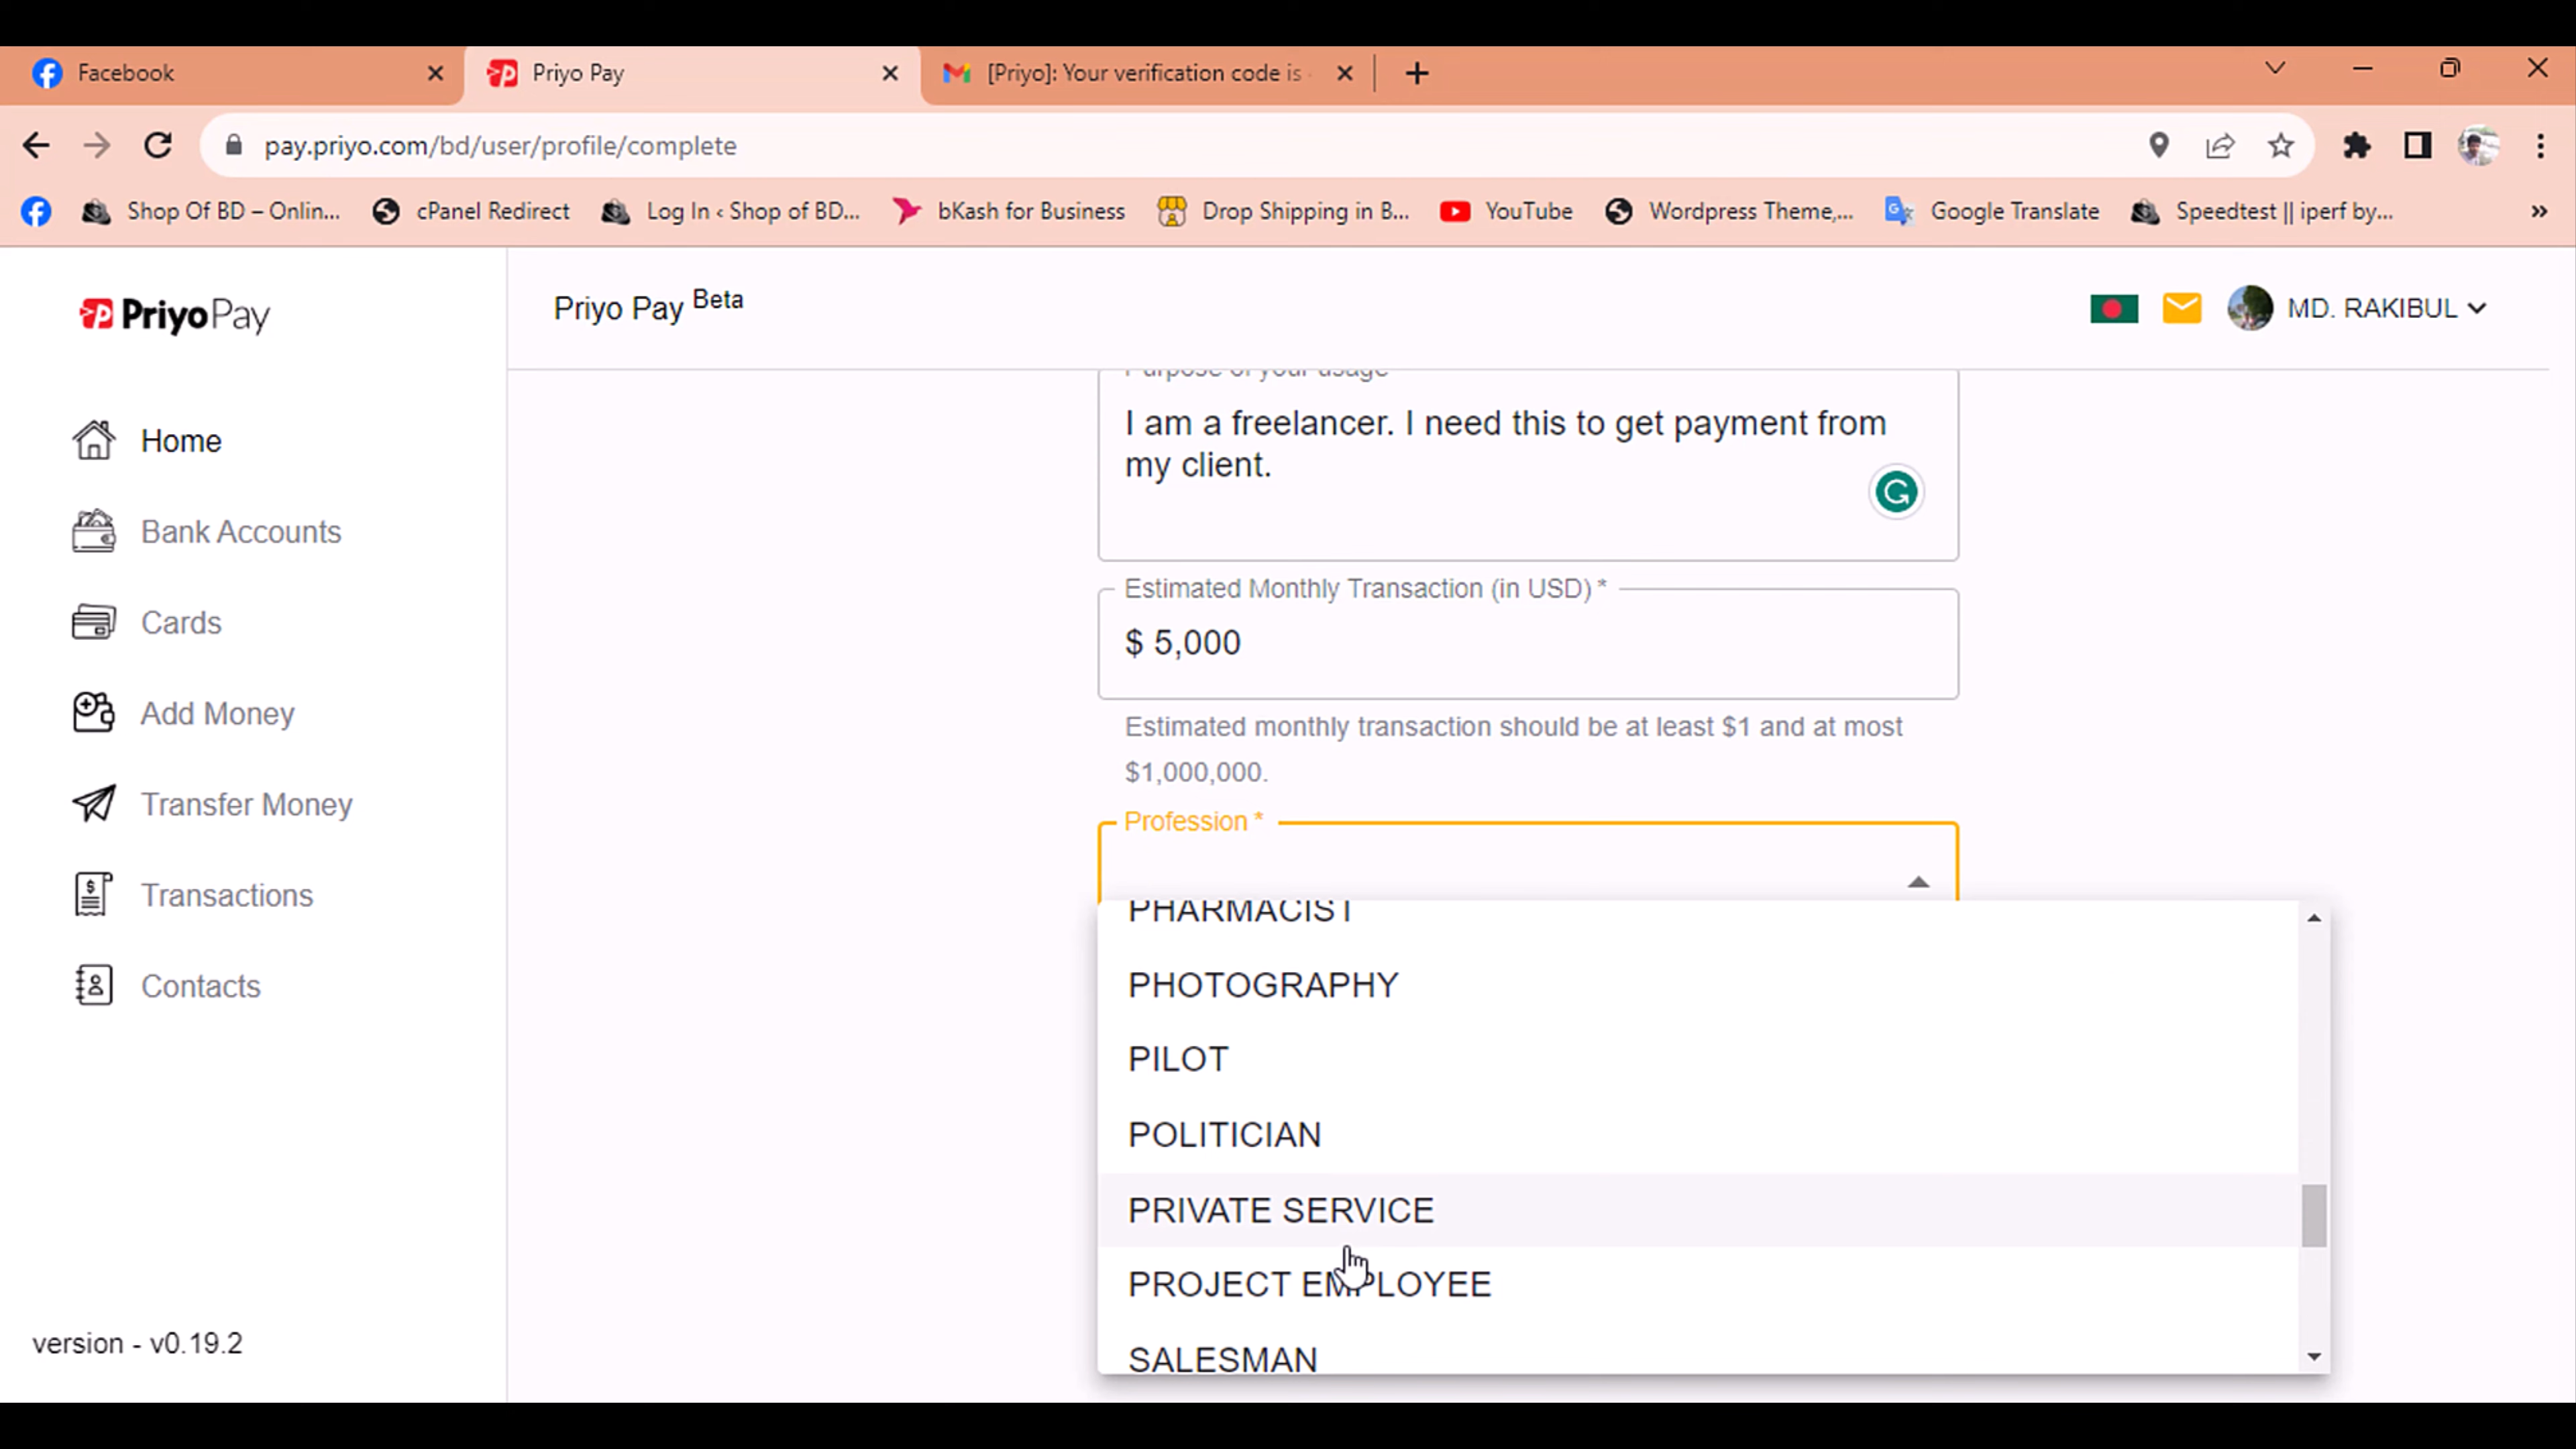 Facebook
Priyo Pay
[Priyo]: Your verification code is
pay.priyo.com/bd/user/profile/complete
Shop Of BD – Onlin...
cPanel Redirect
Log In ‹ Shop of BD...
bKash for Business
Drop Shipping in B...
YouTube
Wordpress Theme,...
Google Translate
Speedtest || iperf by...
»
PriyoPay
Priyo Pay Beta
MD. RAKIBUL
Home
Bank Accounts
Cards
Add Money
Transfer Money
Transactions
Contacts
version - v0.19.2
Purpose of your usage
I am a freelancer. I need this to get payment from
my client.
Estimated Monthly Transaction (in USD) *
$ 5,000
Estimated monthly transaction should be at least $1 and at most
$1,000,000.
Profession *
PHARMACIST
PHOTOGRAPHY
PILOT
POLITICIAN
PRIVATE SERVICE
PROJECT EMPLOYEE
SALESMAN